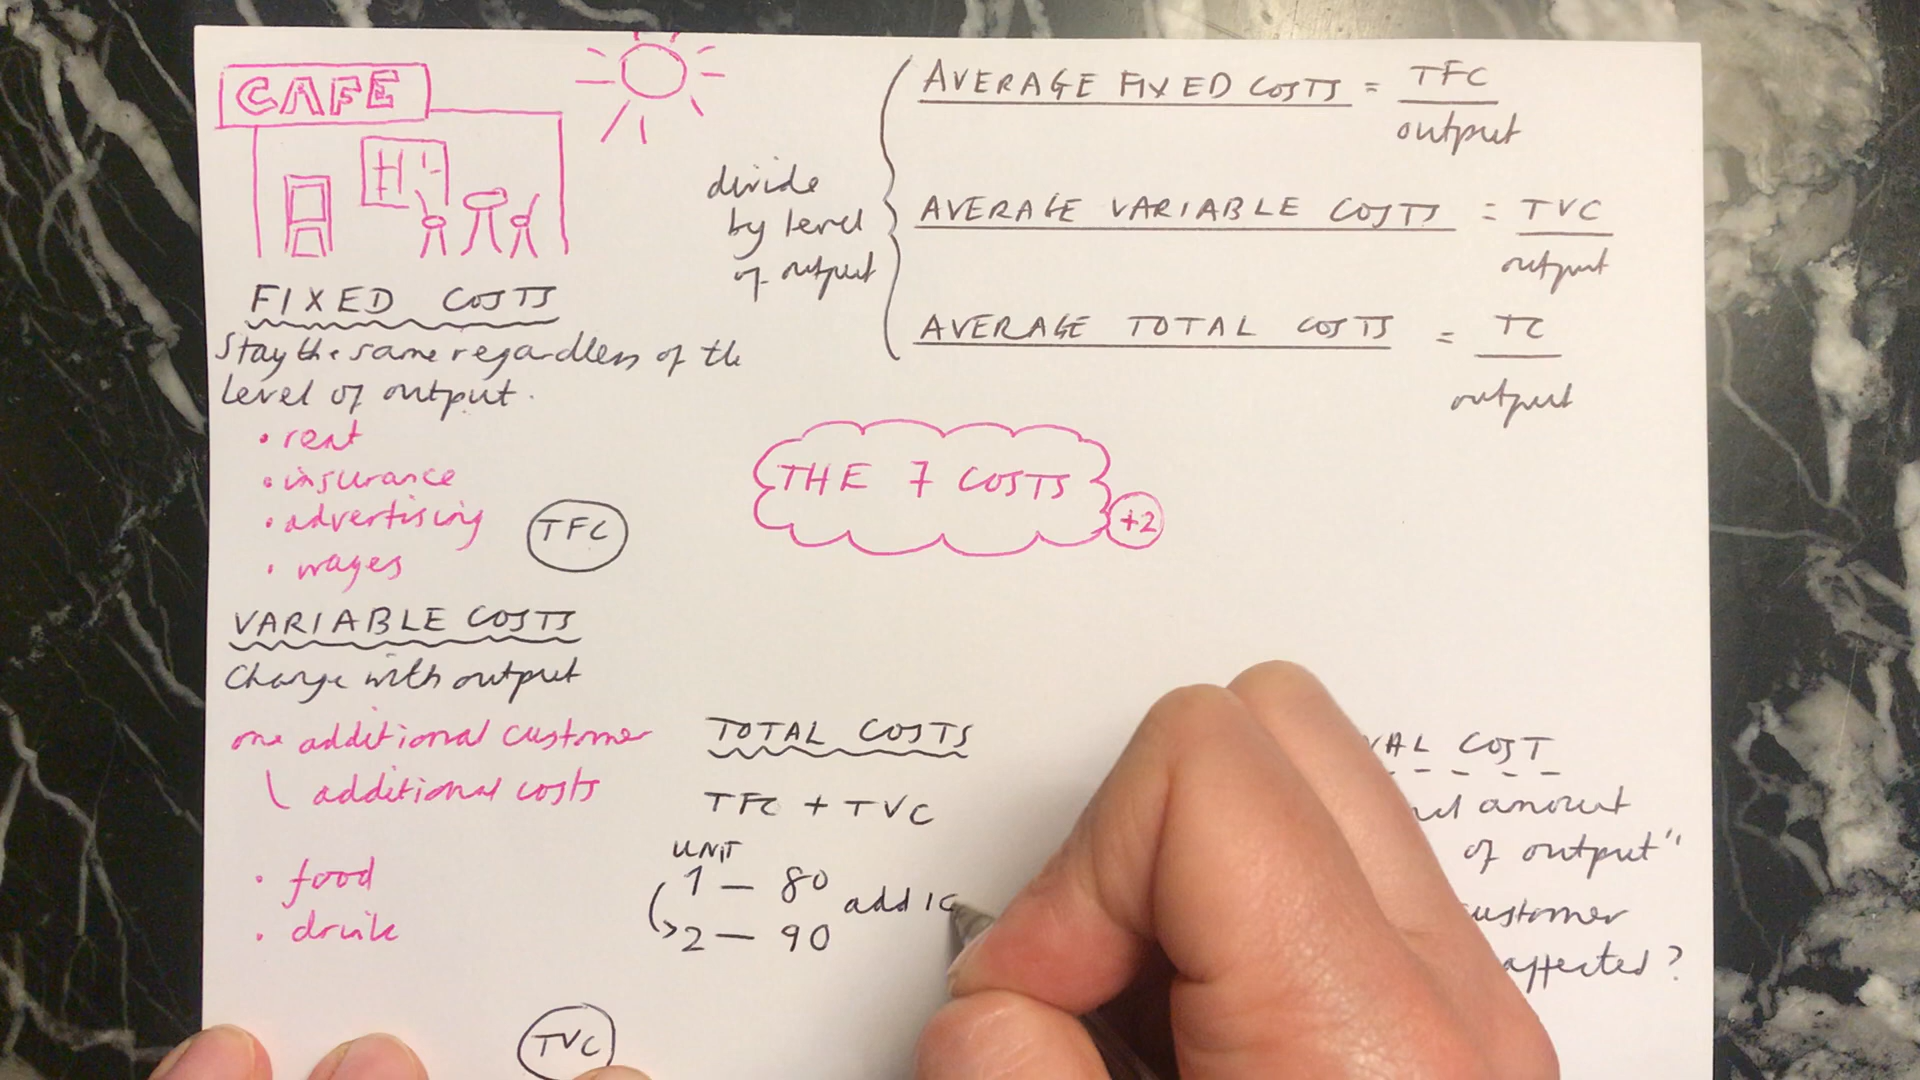 CAFE
FIXED COSTS
Stay the same regardless of the
level of output.
• rent
• insurance
• advertising
• wages
TFC
VARIABLE COSTS
Change with output
one additional customer
additional costs
• food
• drink
TVC
divide
by level
of output
AVERAGE FIXED COSTS = TFC
output
AVERAGE VARIABLE COSTS = TVC
output
AVERAGE TOTAL COSTS = TC
output
THE 7 COSTS
+2
TOTAL COSTS
TFC + TVC
UNIT
1 — 80
add
2 — 90
COST
amount
of output"
affected?